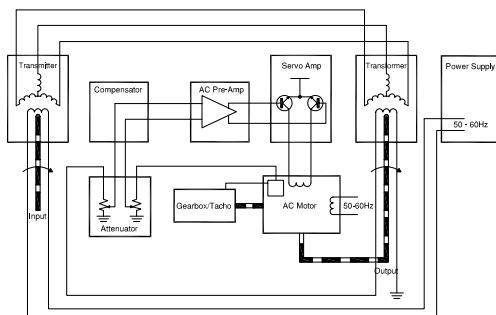 Transmitter
Compensator
AC Pre-Amp
Servo Amp
Transformer
Power Supply
50 - 60Hz
Input
Attenuator
Gearbox/Tacho
AC Motor
50-60Hz
Output